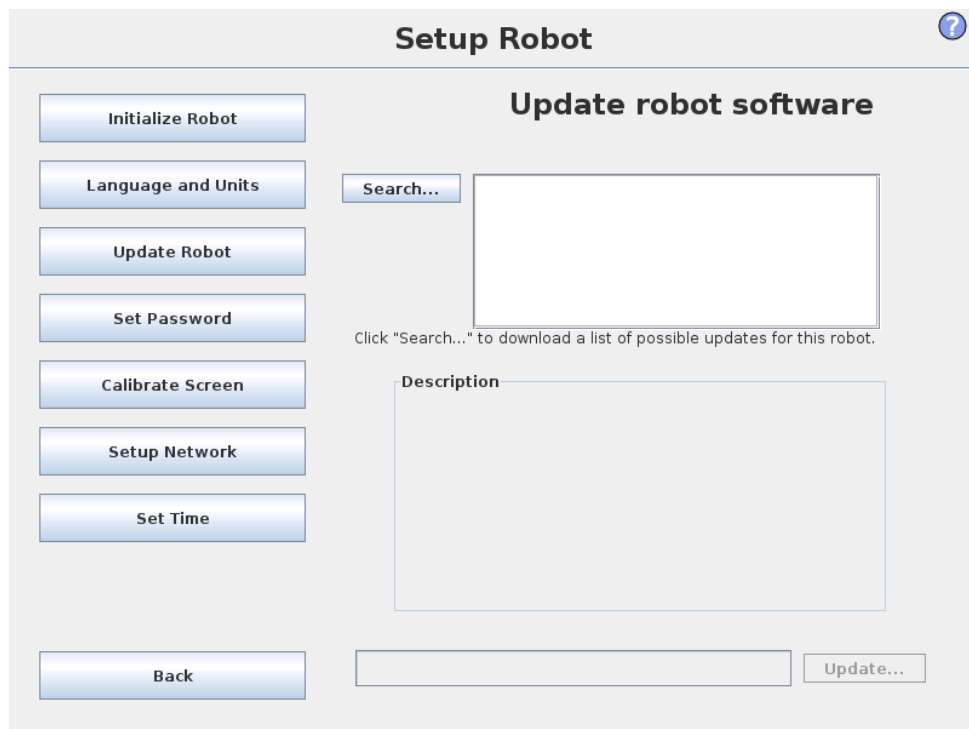 Setup Robot
?
Initialize Robot
Language and Units
Update Robot
Set Password
Calibrate Screen
Setup Network
Set Time
Back
Update robot software
Search...
Click "Search..." to download a list of possible updates for this robot.
Description
Update...